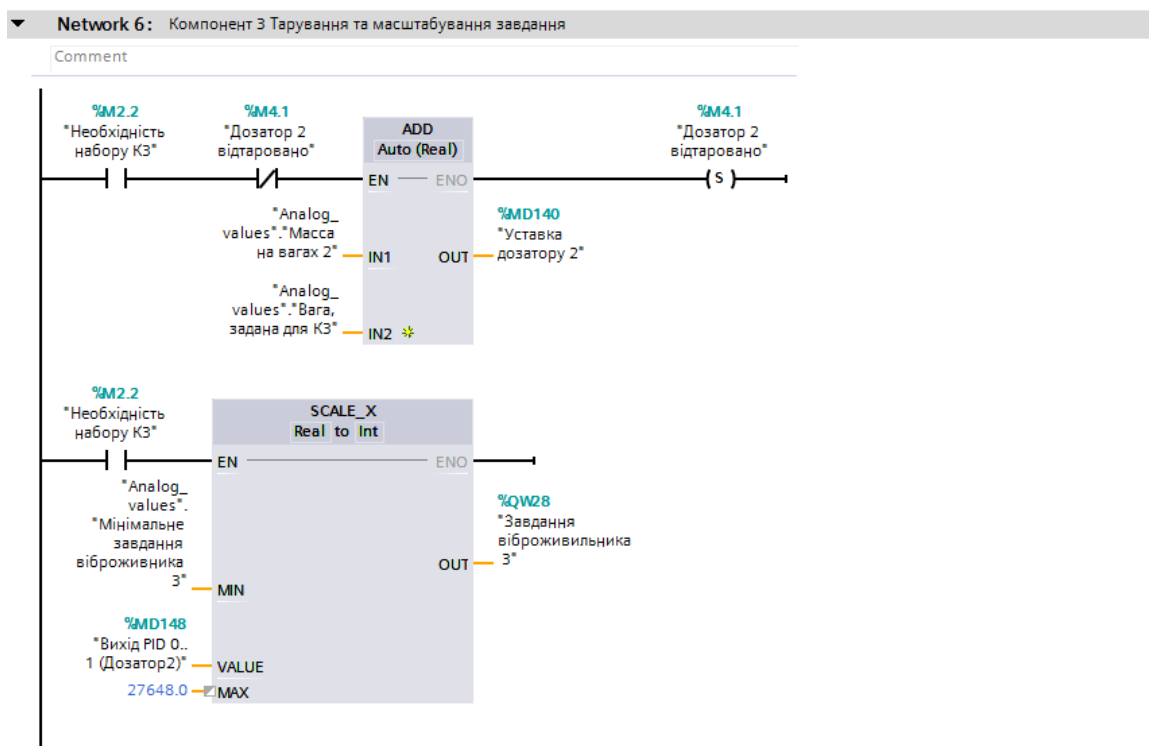 Network 6: Компонент 3 Тарування та масштабування завдання
Comment
%M2.2
"Необхідність
набору К3"
%M4.1
"Дозатор 2
відтаровано"
ADD
Auto (Real)
%M4.1
"Дозатор 2
відтаровано"
EN
ENO
S
"Analog_
values"."Масса
на вагах 2"
IN1
%MD140
"Уставка
дозатору 2"
OUT
"Analog_
values"."Вага,
задана для К3"
IN2
%M2.2
"Необхідність
набору К3"
SCALE_X
Real to Int
EN
ENO
"Analog_
values".
"Мінімальне
завдання
віброживника
3"
MIN
%QW28
"Завдання
віброживильника
3"
OUT
%MD148
"Вихід PID 0..
1 (Дозатор2)"
VALUE
27648.0
MAX